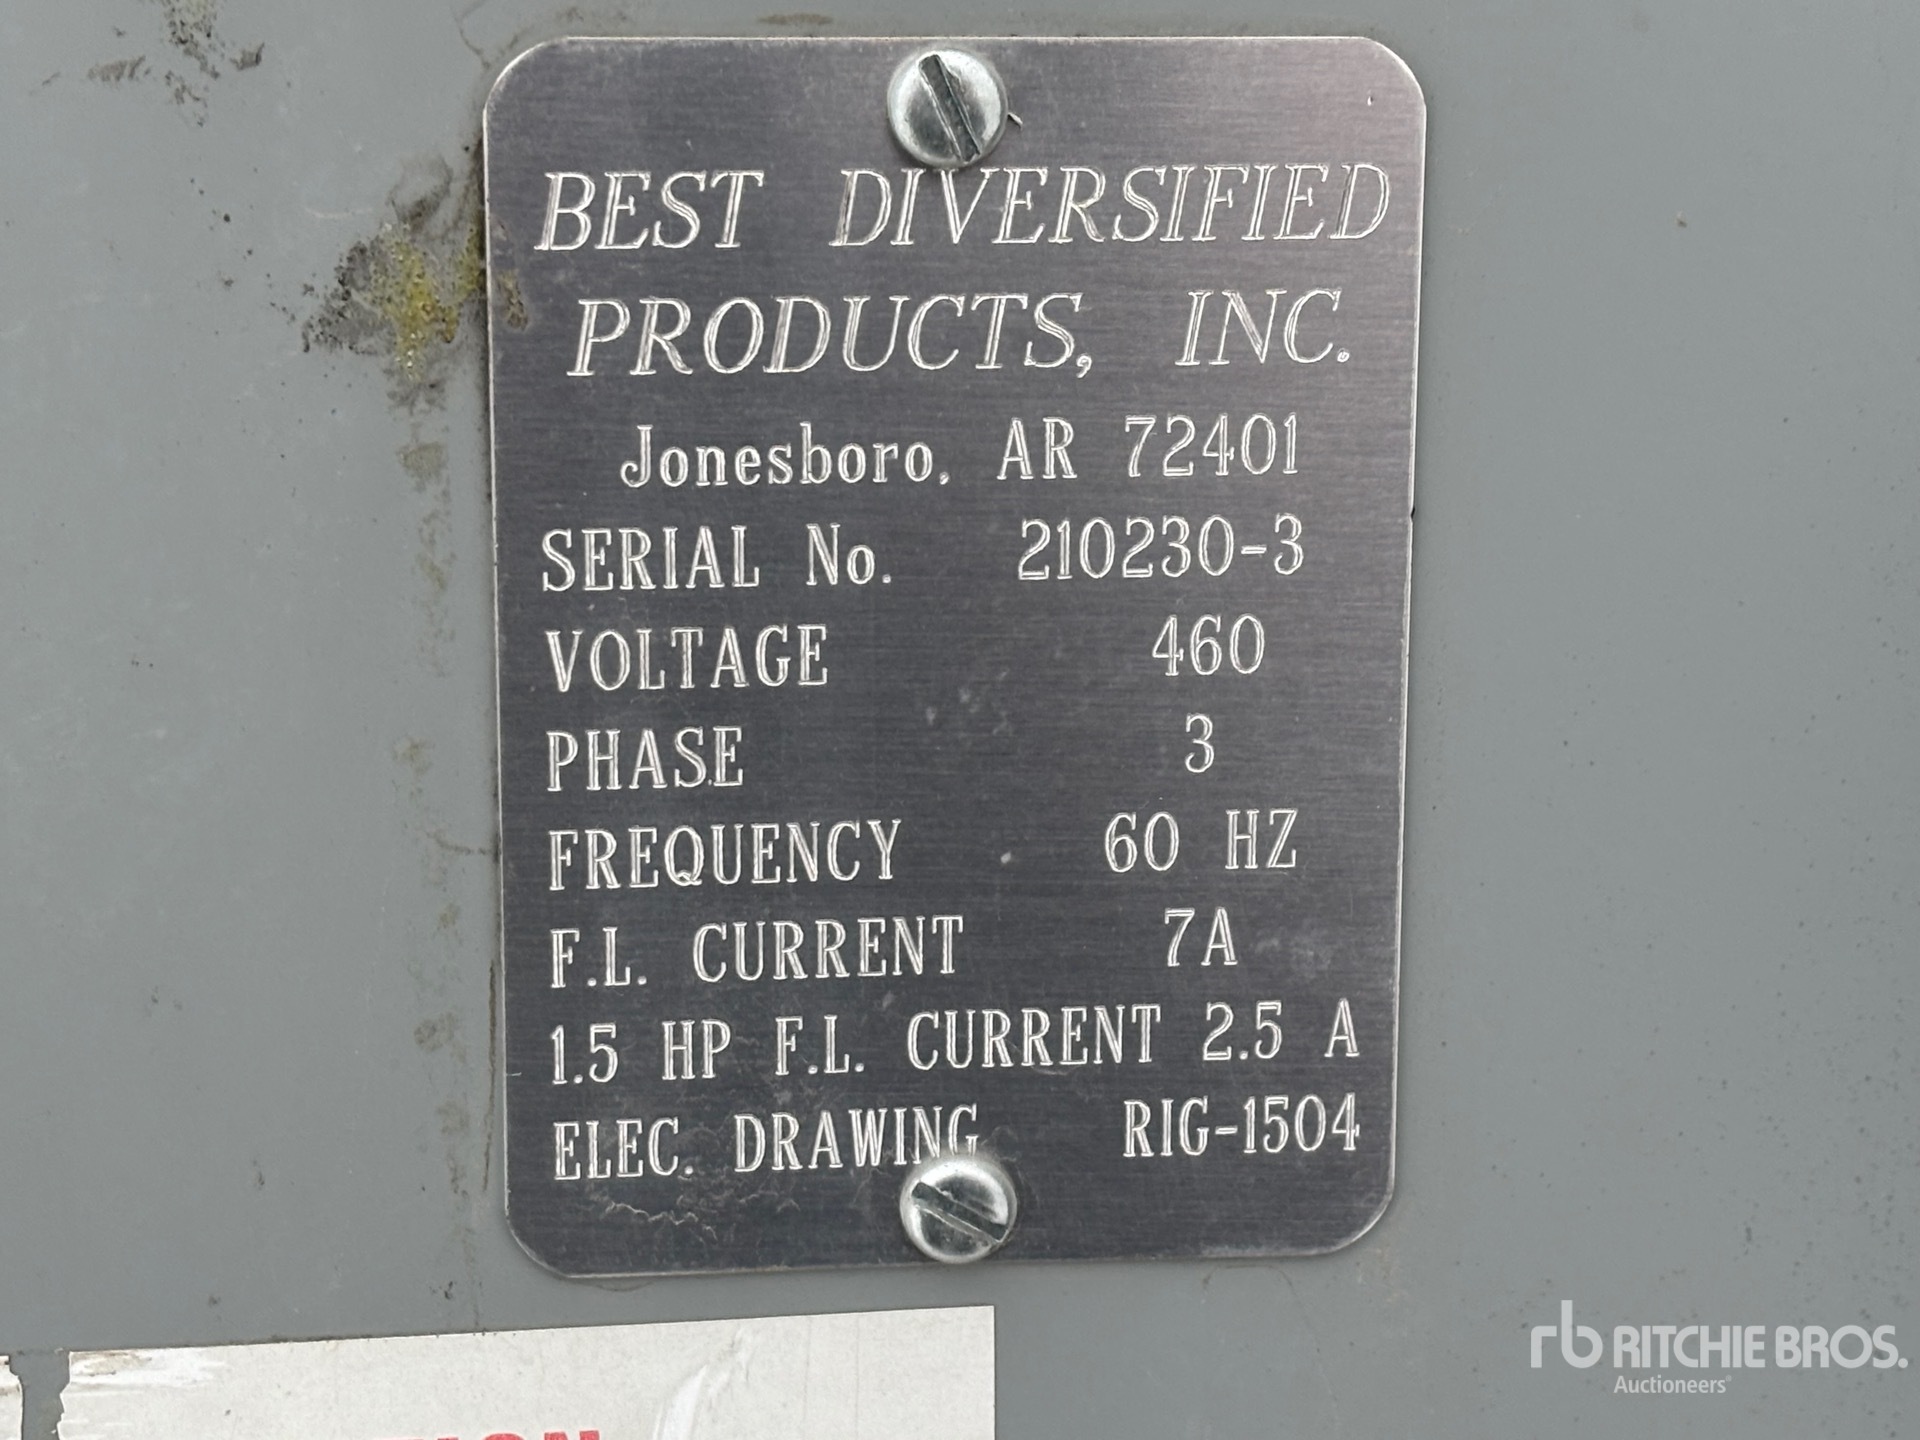 BEST DIVERSIFIED
PRODUCTS, INC.
Jonesboro, AR 72401
SERIAL No. 210230-3
VOLTAGE 460
PHASE 3
FREQUENCY 60 HZ
F.L. CURRENT 7A
1.5 HP F.L. CURRENT 2.5 A
ELEC. DRAWING RIG-1504
rb RITCHIE BROS.
Auctioneers